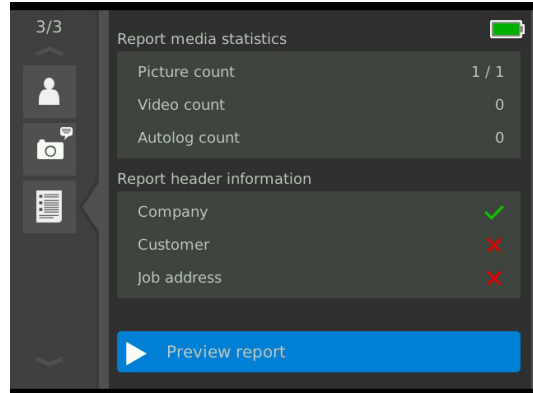 3/3
Report media statistics
Picture count 1 / 1
Video count 0
Autolog count 0
Report header information
Company
Customer
Job address
Preview report